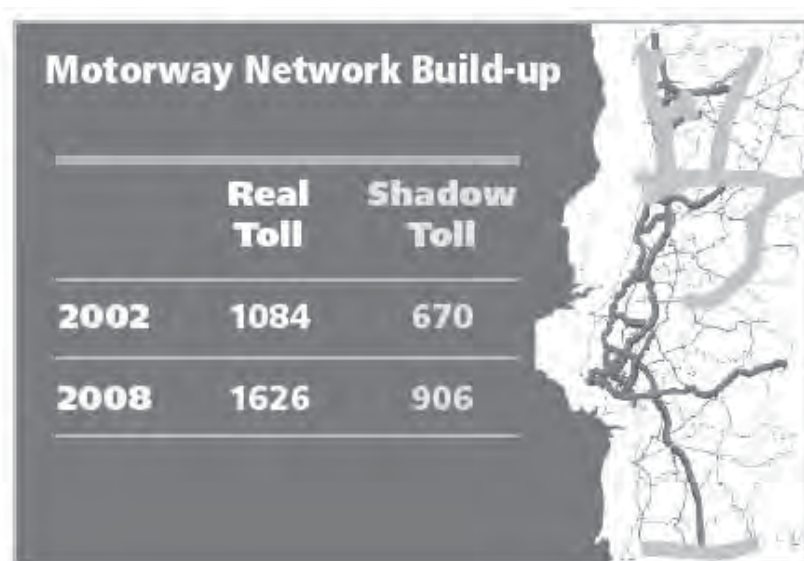 Motorway Network Build-up
Real Shadow
Toll Toll
2002 1084 670
2008 1626 906